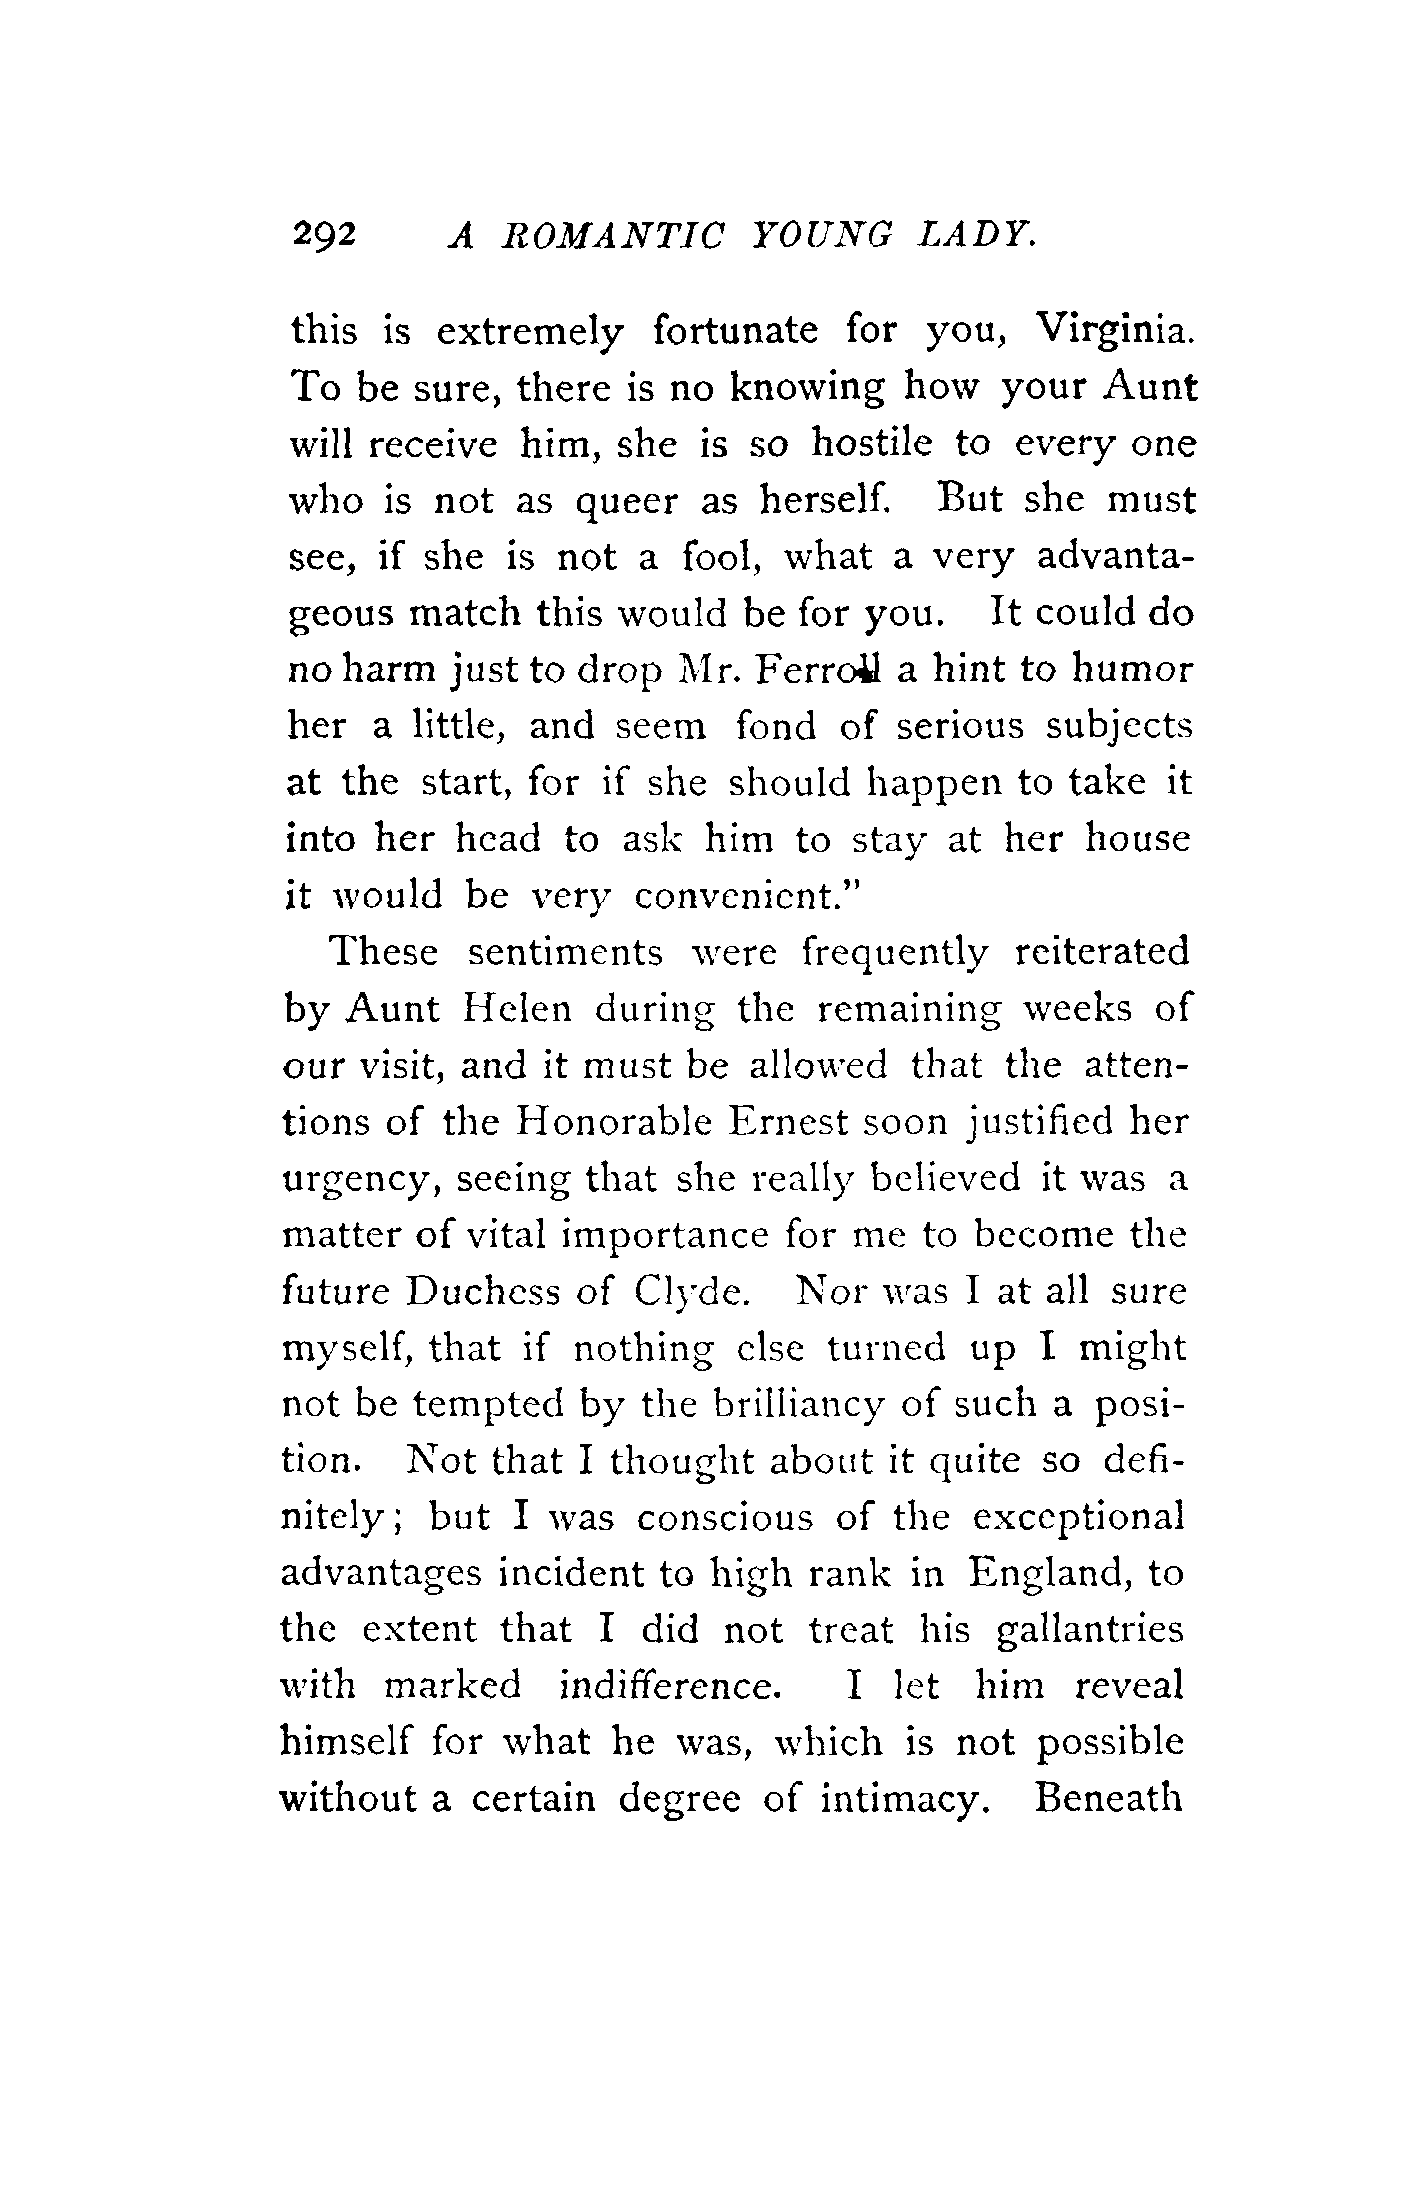 292 A ROMANTIC YOUNG LADY.
this is extremely fortunate for you, Virginia.
To be sure, there is no knowing how your Aunt
will receive him, she is so hostile to every one
who is not as queer as herself. But she must
see, if she is not a fool, what a very advanta-
geous match this would be for you. It could do
no harm just to drop Mr. Ferroll a hint to humor
her a little, and seem fond of serious subjects
at the start, for if she should happen to take it
into her head to ask him to stay at her house
it would be very convenient."
These sentiments were frequently reiterated
by Aunt Helen during the remaining weeks of
our visit, and it must be allowed that the atten-
tions of the Honorable Ernest soon justified her
urgency, seeing that she really believed it was a
matter of vital importance for me to become the
future Duchess of Clyde. Nor was I at all sure
myself, that if nothing else turned up I might
not be tempted by the brilliancy of such a posi-
tion. Not that I thought about it quite so defi-
nitely; but I was conscious of the exceptional
advantages incident to high rank in England, to
the extent that I did not treat his gallantries
with marked indifference. I let him reveal
himself for what he was, which is not possible
without a certain degree of intimacy. Beneath